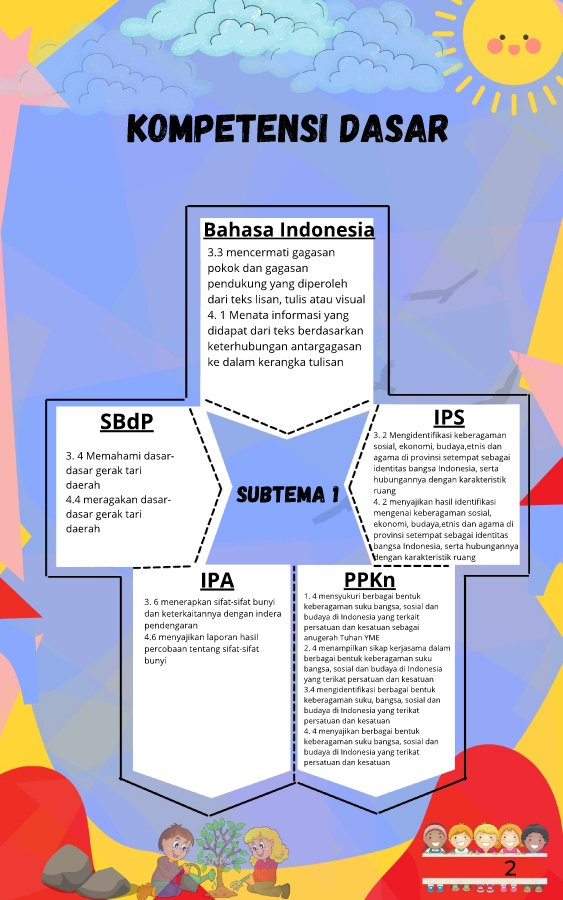 KOMPETENSI DASAR
Bahasa Indonesia
3.3 mencermati gagasan
pokok dan gagasan
pendukung yang diperoleh
dari teks lisan, tulis atau visual
4. 1 Menata informasi yang
didapat dari teks berdasarkan
keterhubungan antargagasan
ke dalam kerangka tulisan
SBdP
3. 4 Memahami dasar-
dasar gerak tari
daerah
4.4 meragakan dasar-
dasar gerak tari
daerah
SUBTEMA 1
IPS
3. 2 Mengidentifikasi keberagaman
sosial, ekonomi, budaya,etnis dan
agama di provinsi setempat sebagai
identitas bangsa Indonesia, serta
hubungannya dengan karakteristik
ruang
4. 2 menyajikan hasil identifikasi
mengenai keberagaman sosial,
ekonomi, budaya,etnis dan agama di
provinsi setempat sebagai identitas
bangsa Indonesia, serta hubungannya
dengan karakteristik ruang
IPA
3. 6 menerapkan sifat-sifat bunyi
dan keterkaitannya dengan indera
pendengaran
4.6 menyajikan laporan hasil
percobaan tentang sifat-sifat
bunyi
PPKn
1. 4 mensyukuri berbagai bentuk
keberagaman suku bangsa, sosial dan
budaya di Indonesia yang terkait
persatuan dan kesatuan sebagai
anugerah Tuhan YME
2. 4 menampilkan sikap kerjasama dalam
berbagai bentuk keberagaman suku
bangsa, sosial dan budaya di Indonesia
yang terikat persatuan dan kesatuan
3.4 mengidentifikasi berbagai bentuk
keberagaman suku, bangsa, sosial dan
budaya di Indonesia yang terikat
persatuan dan kesatuan
4. 4 menyajikan berbagai bentuk
keberagaman suku bangsa, sosial dan
budaya di Indonesia yang terikat
persatuan dan kesatuan
2